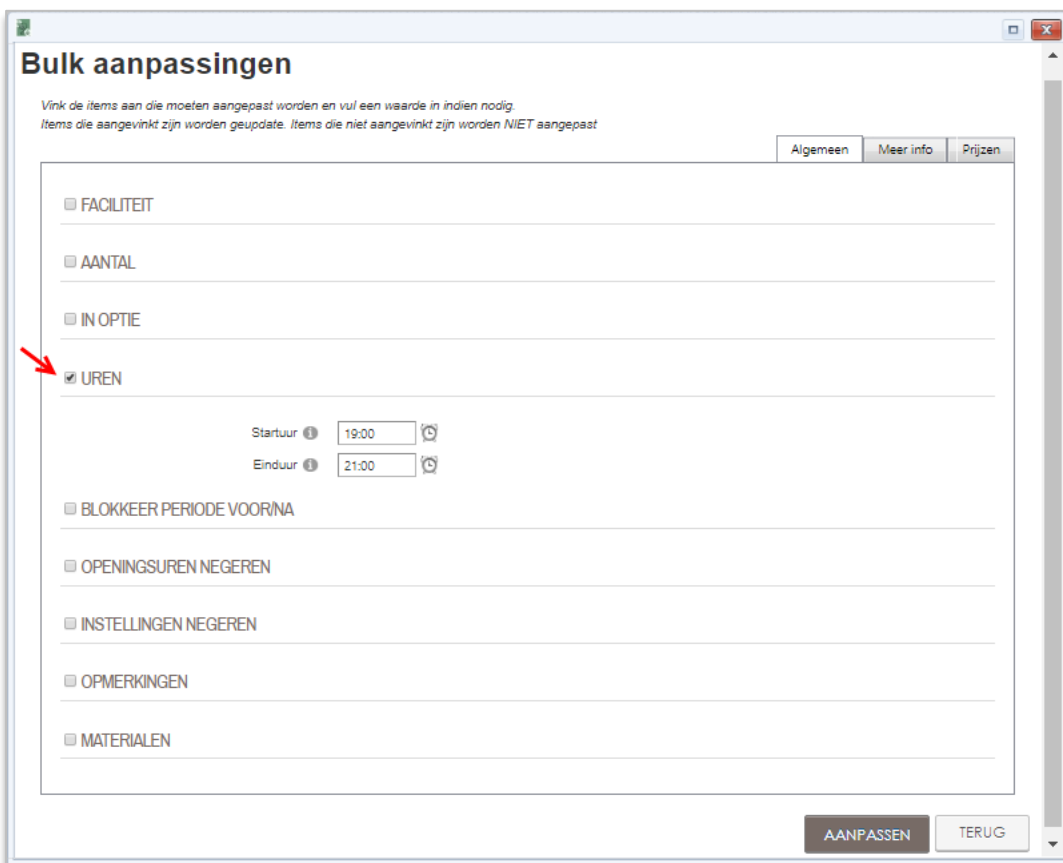 Bulk aanpassingen
Vink de items aan die moeten aangepast worden en vul een waarde in indien nodig.
Items die aangevinkt zijn worden geupdate. Items die niet aangevinkt zijn worden NIET aangepast
Algemeen Meer info Prijzen
FACILITEIT
AANTAL
IN OPTIE
UREN
Startuur 19:00
Einduur 21:00
BLOKKEER PERIODE VOOR/NA
OPENINGSUREN NEGEREN
INSTELLINGEN NEGEREN
OPMERKINGEN
MATERIALEN
AANPASSEN TERUG